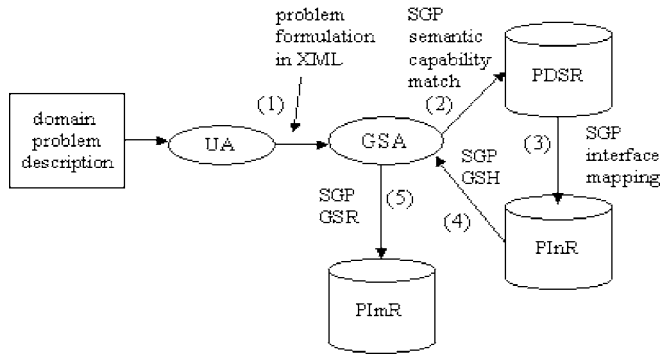 problem
formulation
in XML
SGP
semantic
capability
match
PDSR
domain
problem
description
(1)
(2)
UA
GSA
(3)
SGP
interface
mapping
SGP
GSH
SGP
GSR
(5)
(4)
PInR
PImR